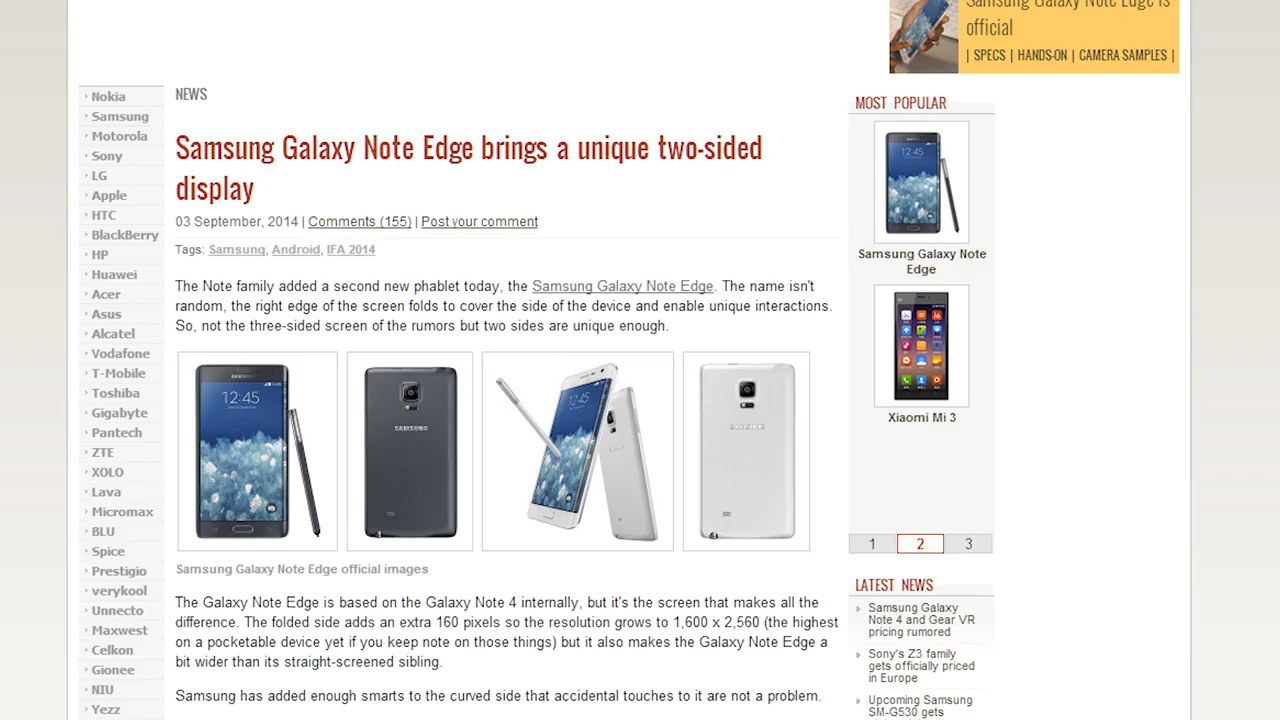 Samsung Galaxy Note Edge is
official
| SPECS | HANDS-ON | CAMERA SAMPLES |
Nokia
Samsung
Motorola
Sony
LG
Apple
HTC
BlackBerry
HP
Huawei
Acer
Asus
Alcatel
Vodafone
T-Mobile
Toshiba
Gigabyte
Pantech
ZTE
XOLO
Lava
Micromax
BLU
Spice
Prestigio
verykool
Unnecto
Maxwest
Celkon
Gionee
NIU
Yezz
NEWS
Samsung Galaxy Note Edge brings a unique two-sided
display
03 September, 2014 | Comments (155) | Post your comment
Tags: Samsung, Android, IFA 2014
The Note family added a second new phablet today, the Samsung Galaxy Note Edge. The name isn't
random, the right edge of the screen folds to cover the side of the device and enable unique interactions.
So, not the three-sided screen of the rumors but two sides are unique enough.
12:45
SAMSUNG
12:45
SAMSUNG
Samsung Galaxy Note Edge official images
The Galaxy Note Edge is based on the Galaxy Note 4 internally, but it's the screen that makes all the
difference. The folded side adds an extra 160 pixels so the resolution grows to 1,600 x 2,560 (the highest
on a pocketable device yet if you keep note on those things) but it also makes the Galaxy Note Edge a
bit wider than its straight-screened sibling.
Samsung has added enough smarts to the curved side that accidental touches to it are not a problem.
MOST POPULAR
12:45
Samsung Galaxy Note
Edge
Xiaomi Mi 3
1 2 3
LATEST NEWS
Samsung Galaxy
Note 4 and Gear VR
pricing rumored
Sony's Z3 family
gets officially priced
in Europe
Upcoming Samsung
SM-G530 gets